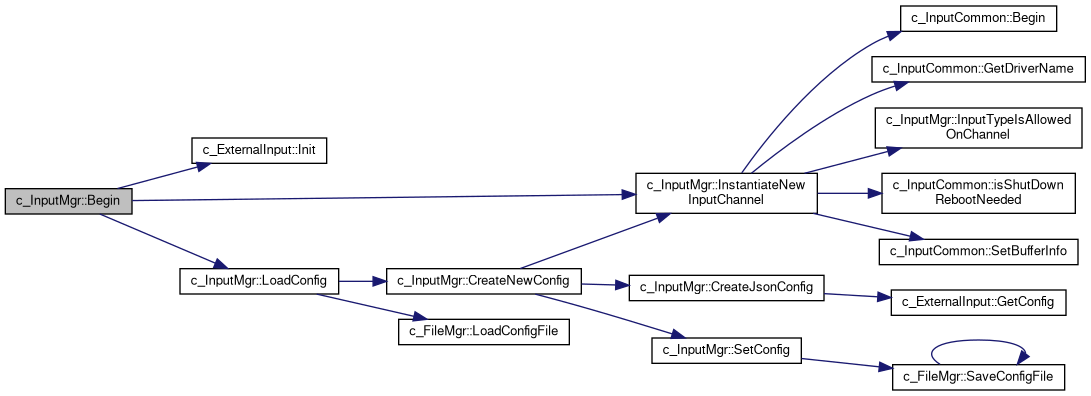 c_InputCommon::Begin
c_InputCommon::GetDriverName
c_InputMgr::InputTypeIsAllowed
OnChannel
c_ExternalInput::Init
c_InputMgr::InstantiateNew
InputChannel
c_InputCommon::isShutDown
RebootNeeded
c_InputMgr::Begin
c_InputCommon::SetBufferInfo
c_InputMgr::LoadConfig
c_InputMgr::CreateNewConfig
c_InputMgr::CreateJsonConfig
c_ExternalInput::GetConfig
c_FileMgr::LoadConfigFile
c_InputMgr::SetConfig
c_FileMgr::SaveConfigFile